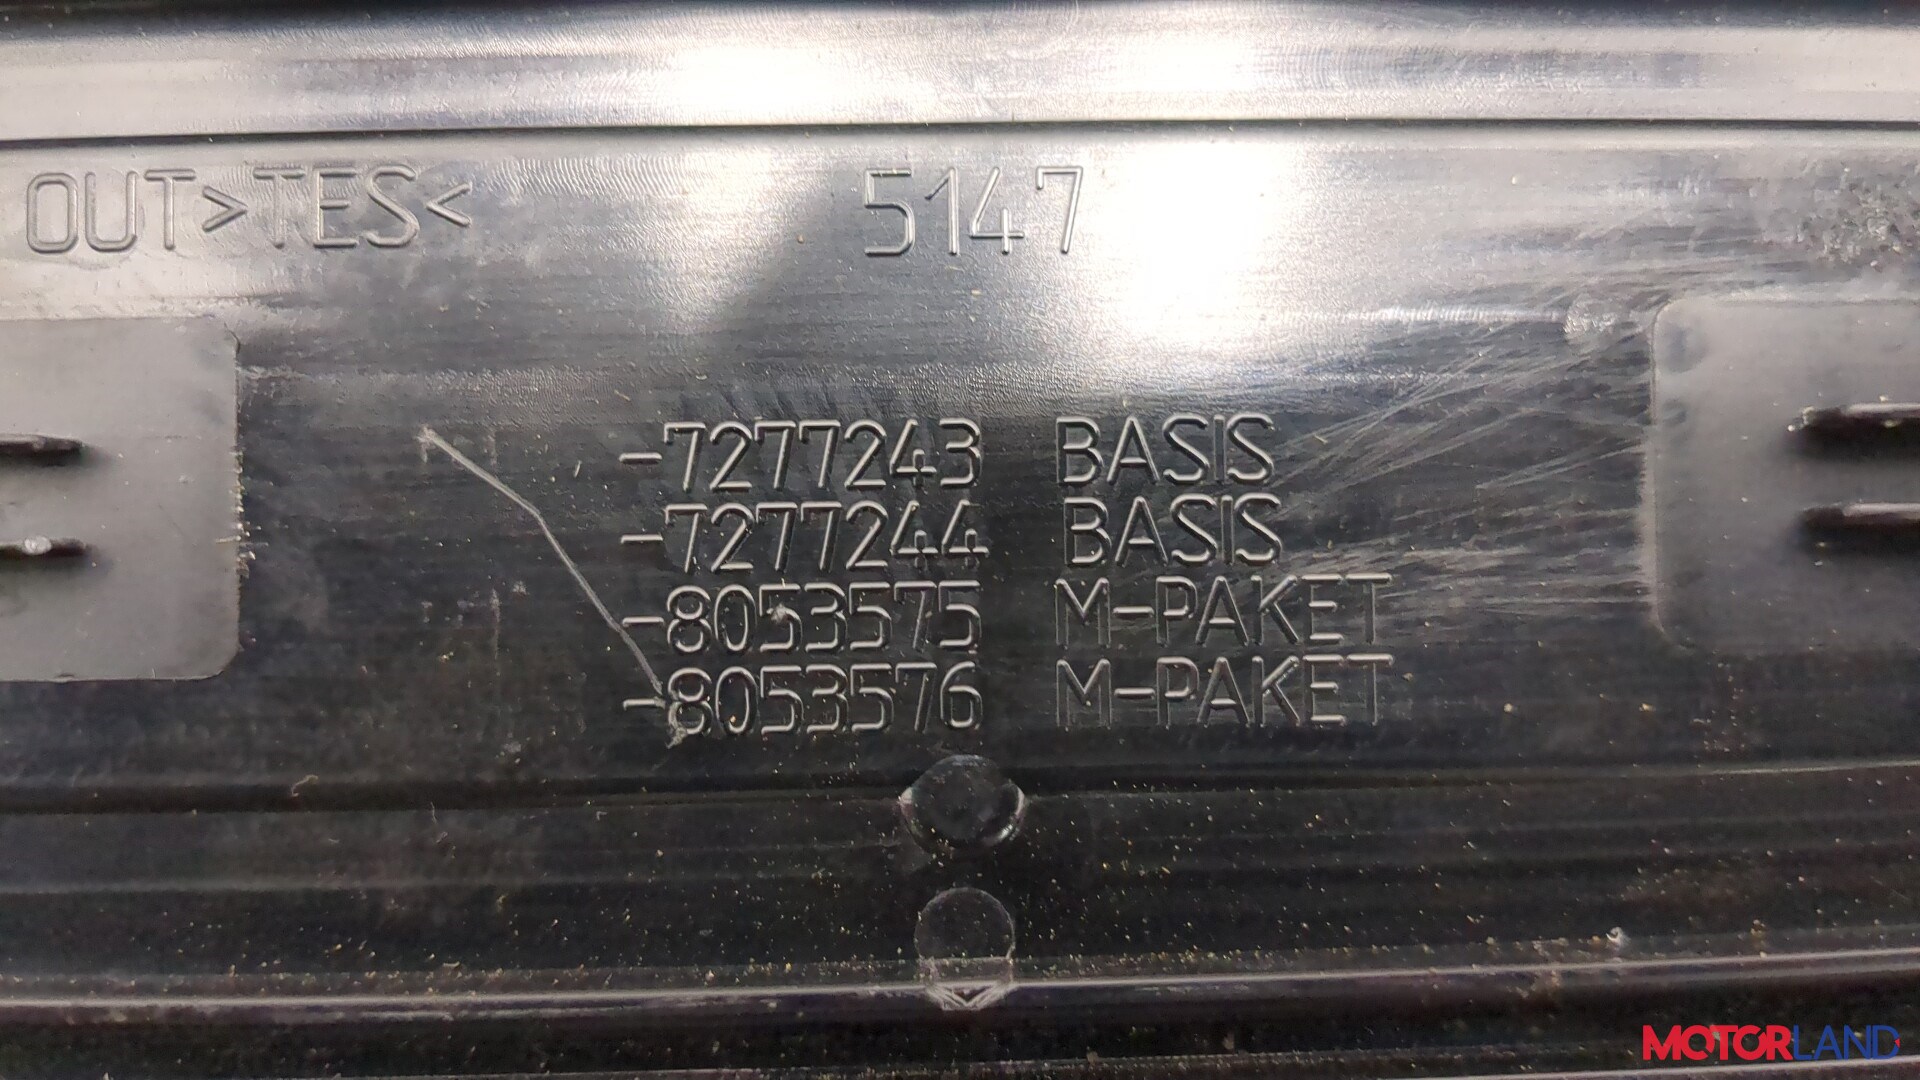 OUT>TES< 5147
-7277243 BASIS
-7277244 BASIS
-8053575 M-PAKET
-8053576 M-PAKET
MOTORLAND